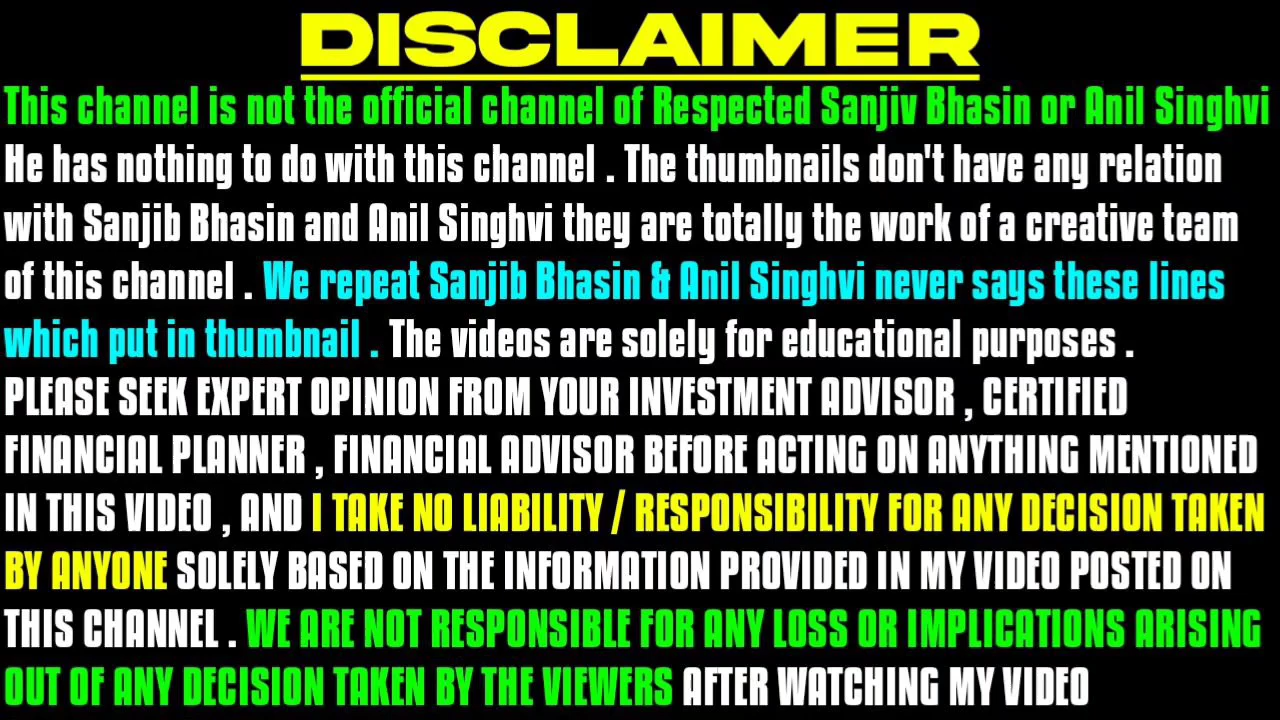 DISCLAIMER
This channel is not the official channel of Respected Sanjiv Bhasin or Anil Singhvi
He has nothing to do with this channel . The thumbnails don't have any relation
with Sanjib Bhasin and Anil Singhvi they are totally the work of a creative team
of this channel . We repeat Sanjib Bhasin & Anil Singhvi never says these lines
which put in thumbnail . The videos are solely for educational purposes .
PLEASE SEEK EXPERT OPINION FROM YOUR INVESTMENT ADVISOR , CERTIFIED
FINANCIAL PLANNER , FINANCIAL ADVISOR BEFORE ACTING ON ANYTHING MENTIONED
IN THIS VIDEO , AND I TAKE NO LIABILITY / RESPONSIBILITY FOR ANY DECISION TAKEN
BY ANYONE SOLELY BASED ON THE INFORMATION PROVIDED IN MY VIDEO POSTED ON
THIS CHANNEL . WE ARE NOT RESPONSIBLE FOR ANY LOSS OR IMPLICATIONS ARISING
OUT OF ANY DECISION TAKEN BY THE VIEWERS AFTER WATCHING MY VIDEO